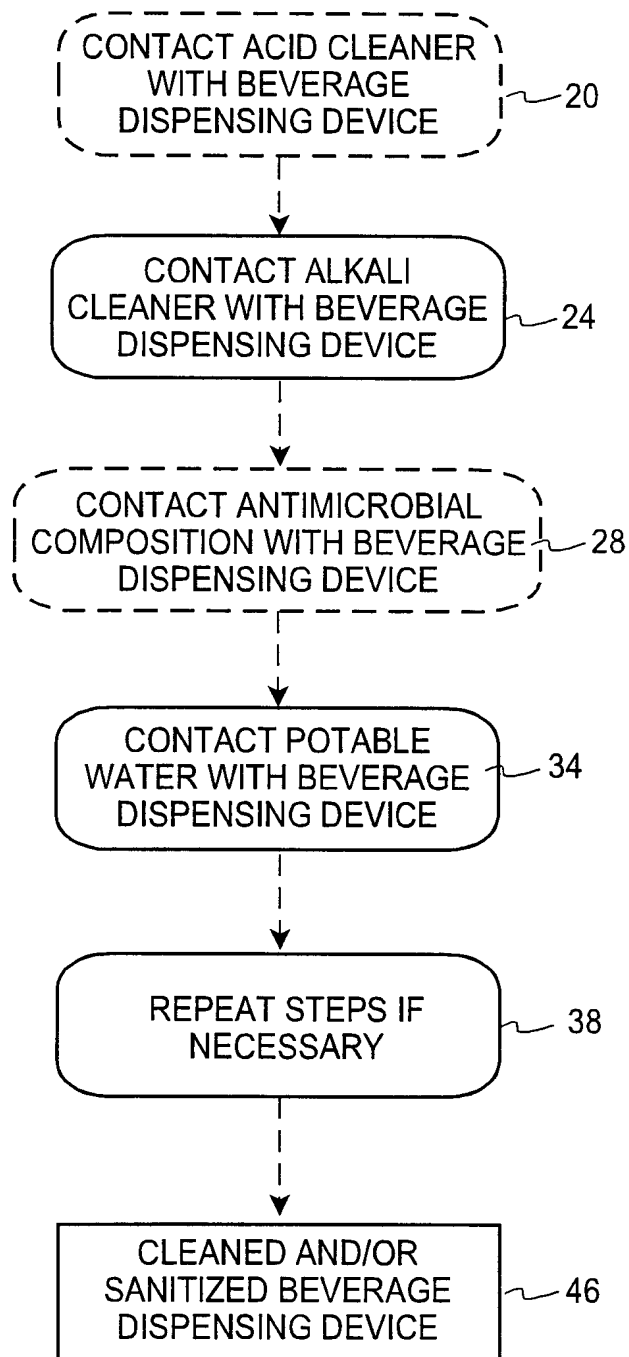 CONTACT ACID CLEANER
WITH BEVERAGE
DISPENSING DEVICE
20
CONTACT ALKALI
CLEANER WITH BEVERAGE
DISPENSING DEVICE
24
CONTACT ANTIMICROBIAL
COMPOSITION WITH BEVERAGE
DISPENSING DEVICE
28
CONTACT POTABLE
WATER WITH BEVERAGE
DISPENSING DEVICE
34
REPEAT STEPS IF
NECESSARY
38
CLEANED AND/OR
SANITIZED BEVERAGE
DISPENSING DEVICE
46